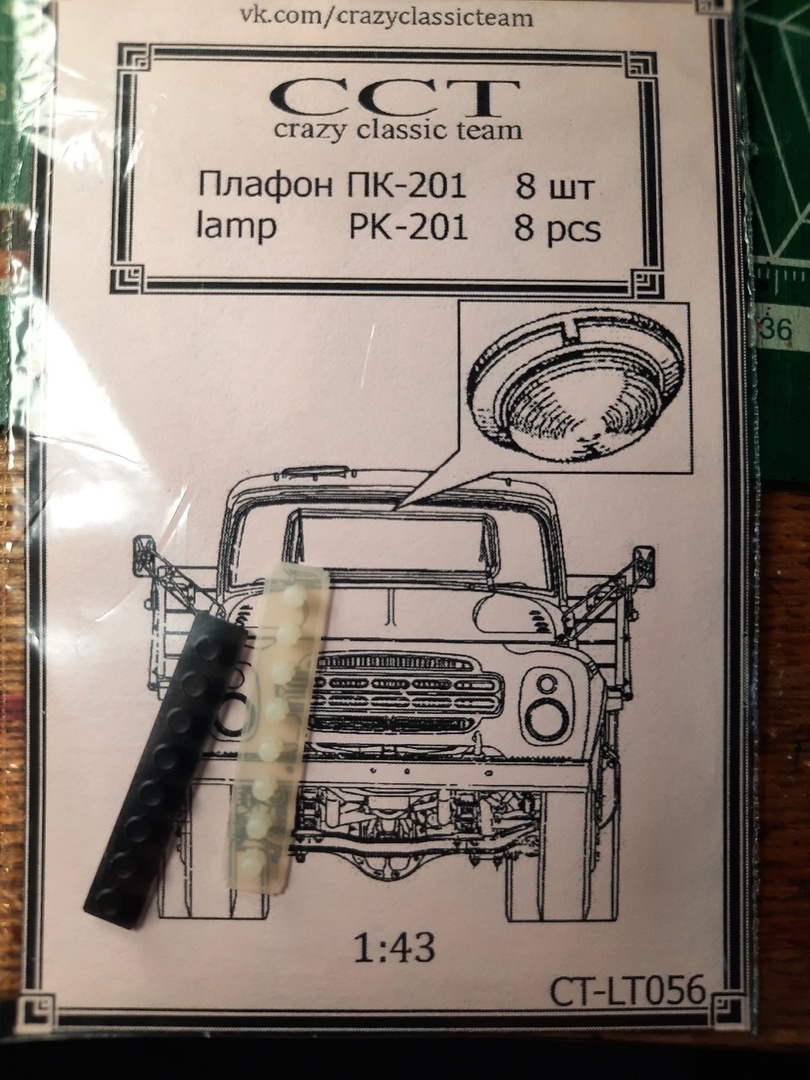 vk.com/crazyclassicteam
CCT
crazy classic team
Плафон ПК-201 8 шт
lamp PK-201 8 pcs
36
1:43
CT-LT056